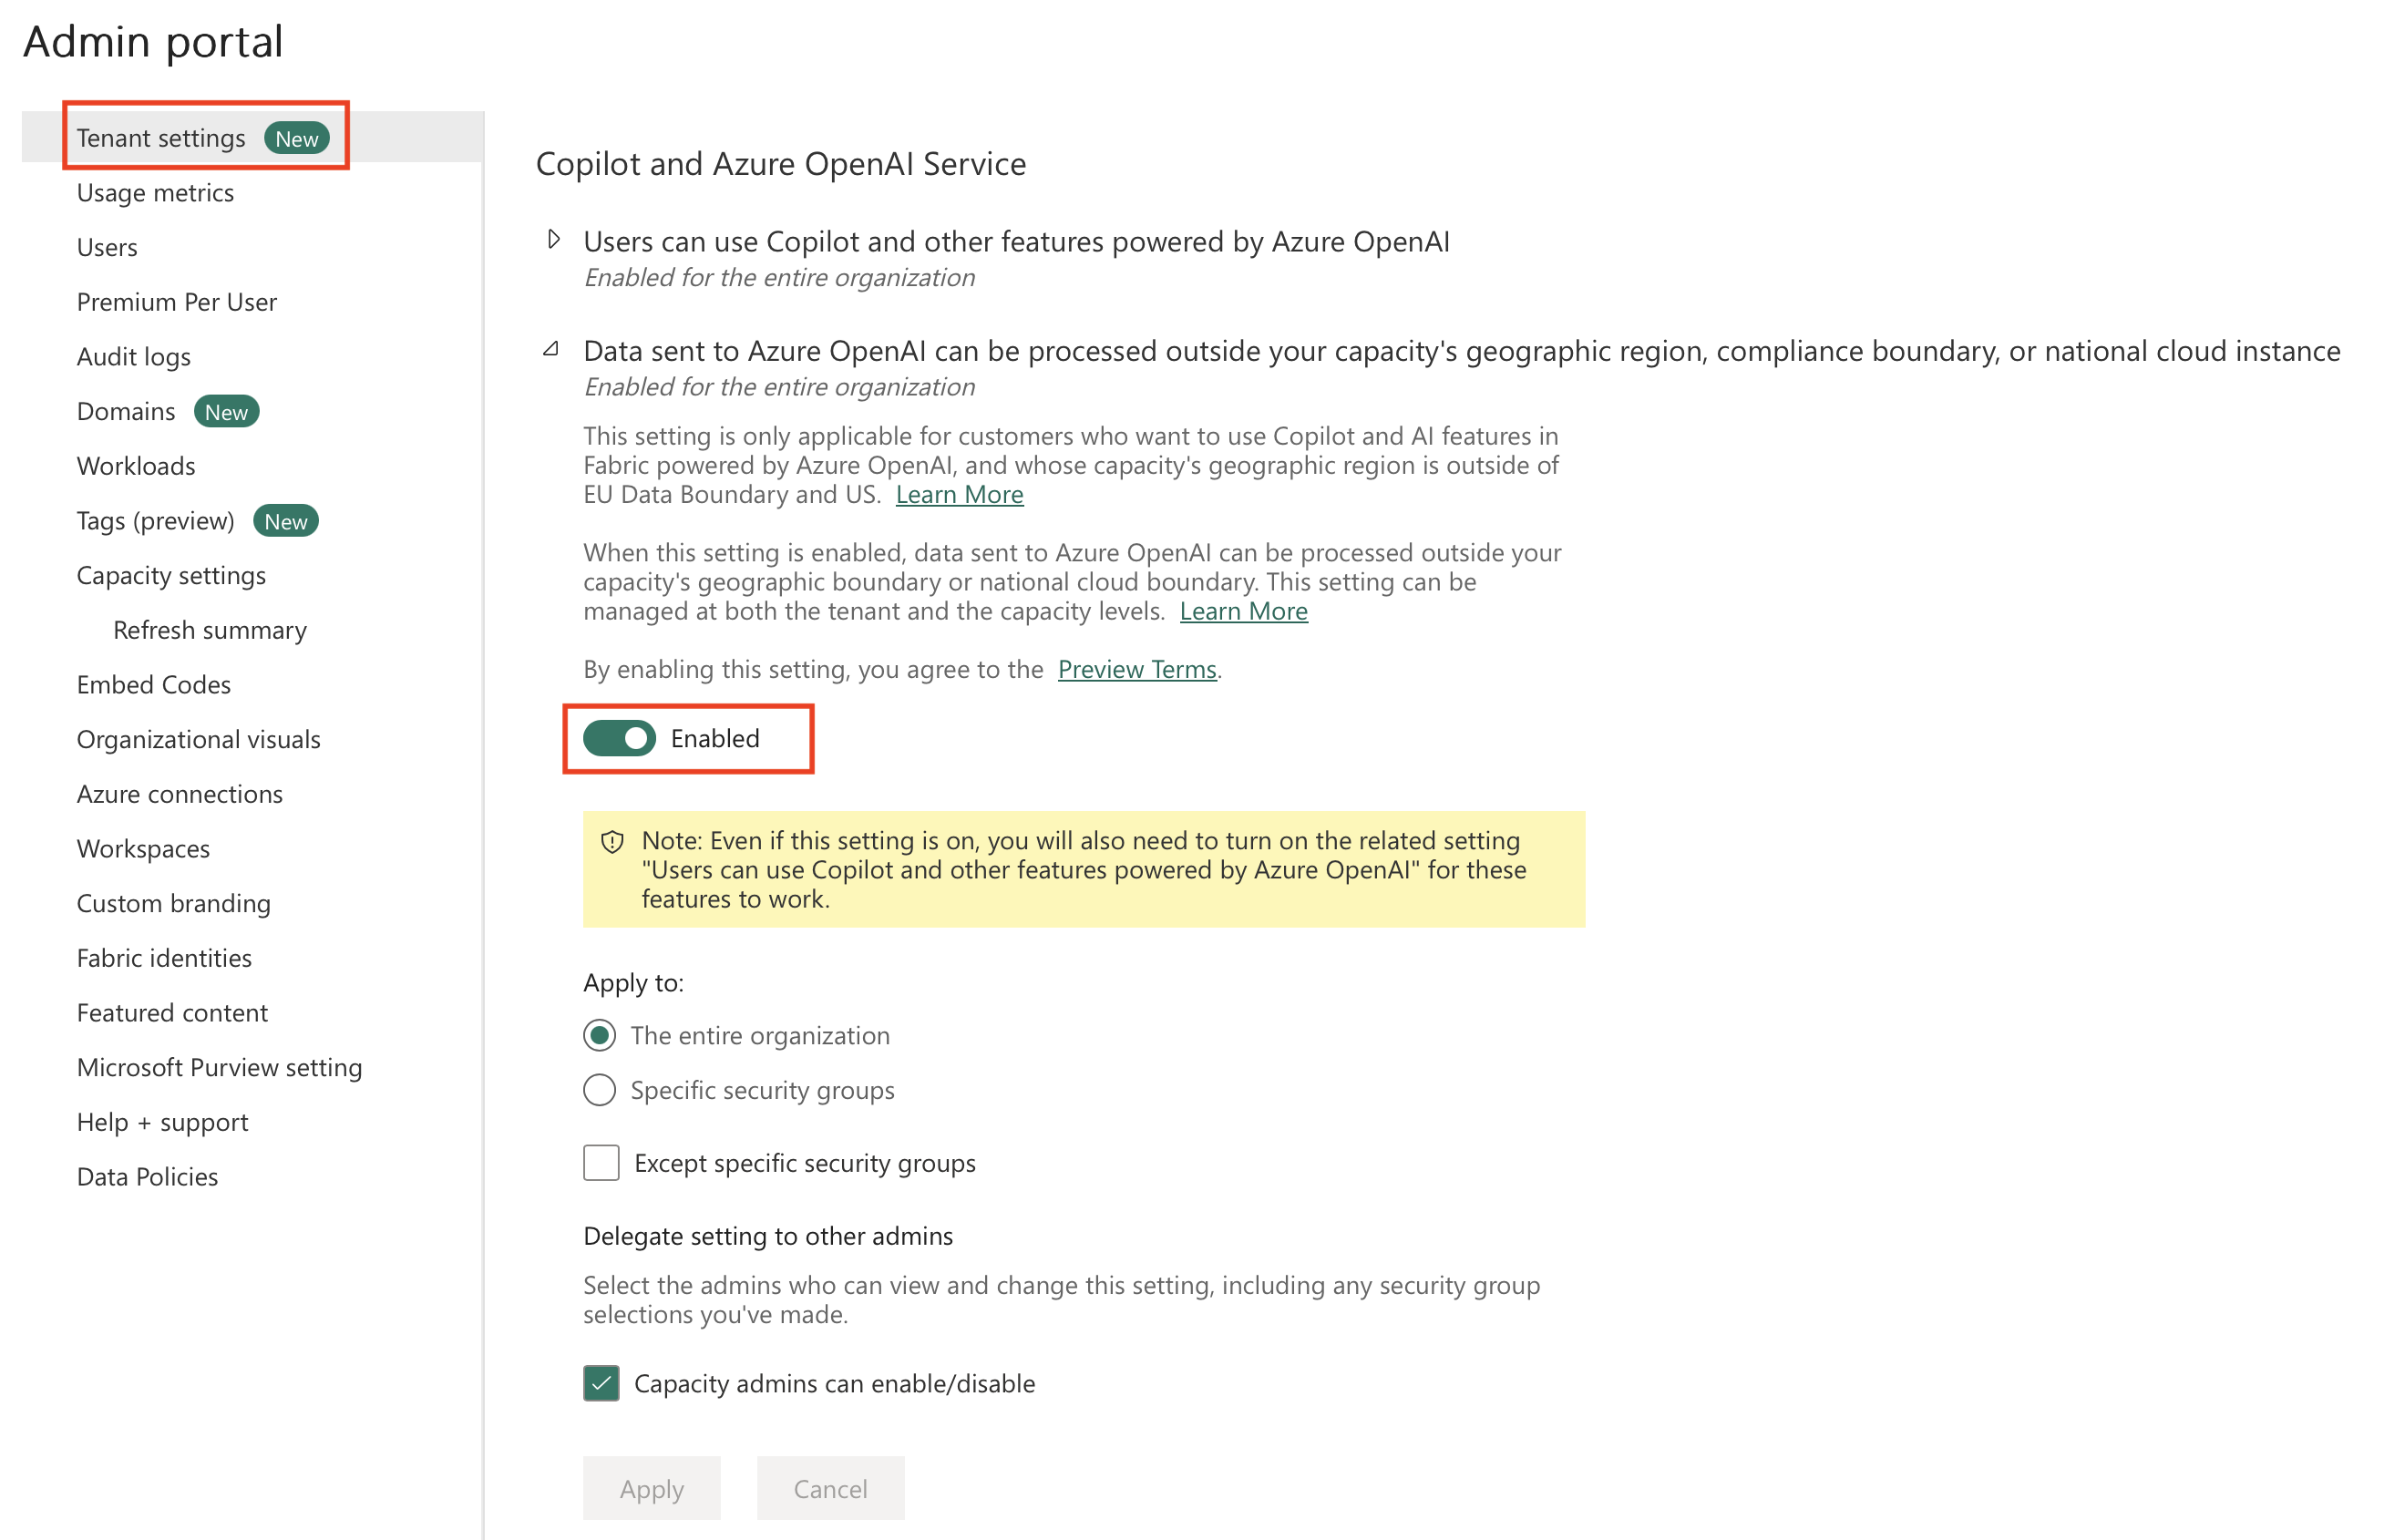 Admin portal
Tenant settings New
Usage metrics
Users
Premium Per User
Audit logs
Domains New
Workloads
Tags (preview) New
Capacity settings
Refresh summary
Embed Codes
Organizational visuals
Azure connections
Workspaces
Custom branding
Fabric identities
Featured content
Microsoft Purview setting
Help + support
Data Policies
Copilot and Azure OpenAI Service
Users can use Copilot and other features powered by Azure OpenAI
Enabled for the entire organization
Data sent to Azure OpenAI can be processed outside your capacity's geographic region, compliance boundary, or national cloud instance
Enabled for the entire organization
This setting is only applicable for customers who want to use Copilot and AI features in
Fabric powered by Azure OpenAI, and whose capacity's geographic region is outside of
EU Data Boundary and US. Learn More
When this setting is enabled, data sent to Azure OpenAI can be processed outside your
capacity's geographic boundary or national cloud boundary. This setting can be
managed at both the tenant and the capacity levels. Learn More
By enabling this setting, you agree to the Preview Terms.
Enabled
Note: Even if this setting is on, you will also need to turn on the related setting
"Users can use Copilot and other features powered by Azure OpenAI" for these
features to work.
Apply to:
The entire organization
Specific security groups
Except specific security groups
Delegate setting to other admins
Select the admins who can view and change this setting, including any security group
selections you've made.
Capacity admins can enable/disable
Apply Cancel